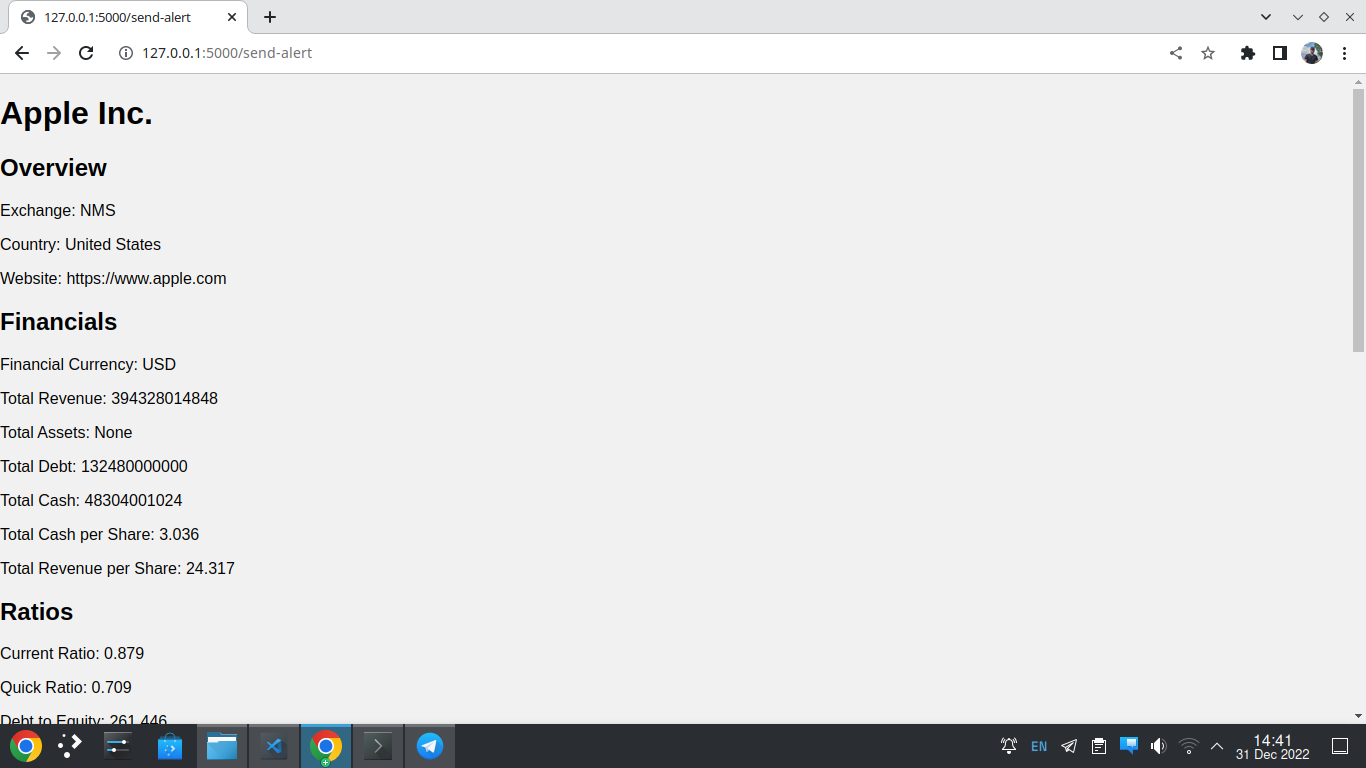 127.0.0.1:5000/send-alert
127.0.0.1:5000/send-alert
Apple Inc.
Overview
Exchange: NMS
Country: United States
Website: https://www.apple.com
Financials
Financial Currency: USD
Total Revenue: 394328014848
Total Assets: None
Total Debt: 132480000000
Total Cash: 48304001024
Total Cash per Share: 3.036
Total Revenue per Share: 24.317
Ratios
Current Ratio: 0.879
Quick Ratio: 0.709
Debt to Equity: 261.446
EN
14:41
31 Dec 2022